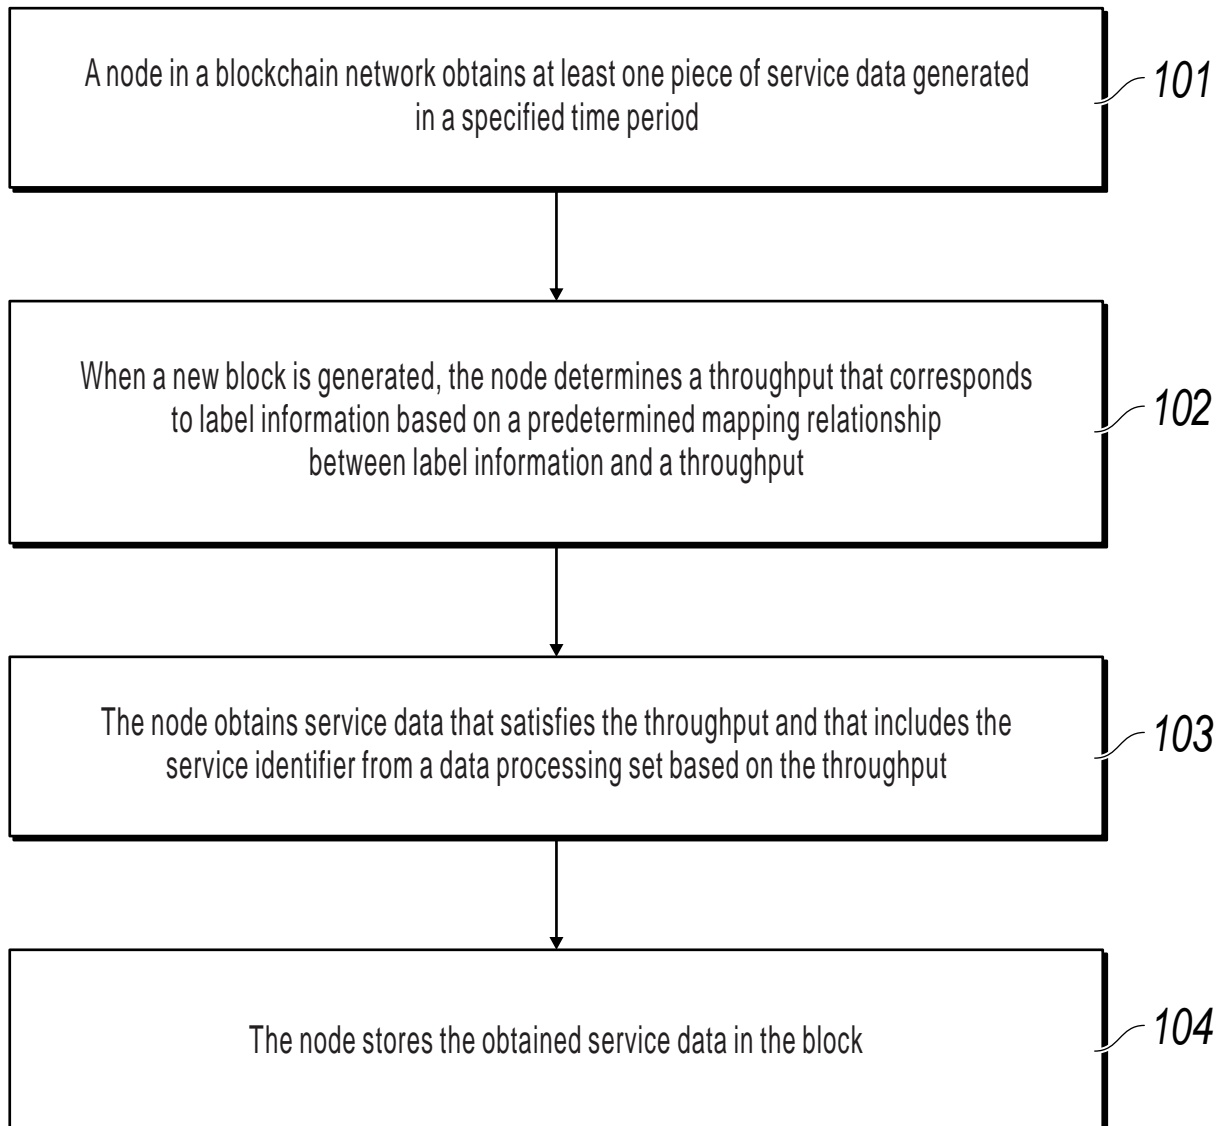 A node in a blockchain network obtains at least one piece of service data generated
in a specified time period
101
When a new block is generated, the node determines a throughput that corresponds
to label information based on a predetermined mapping relationship
between label information and a throughput
102
The node obtains service data that satisfies the throughput and that includes the
service identifier from a data processing set based on the throughput
103
The node stores the obtained service data in the block
104